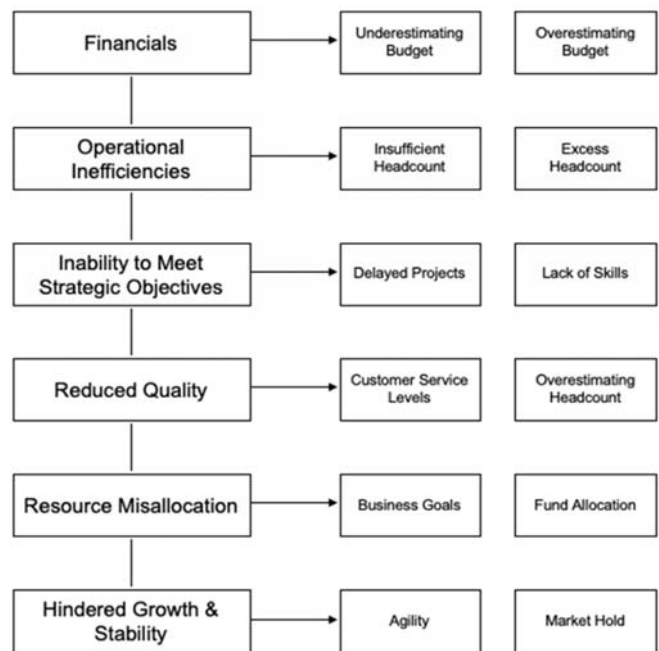 Financials
Underestimating
Budget
Overestimating
Budget
Operational
Inefficiencies
Insufficient
Headcount
Excess
Headcount
Inability to Meet
Strategic Objectives
Delayed Projects
Lack of Skills
Reduced Quality
Customer Service
Levels
Overestimating
Headcount
Resource Misallocation
Business Goals
Fund Allocation
Hindered Growth &
Stability
Agility
Market Hold